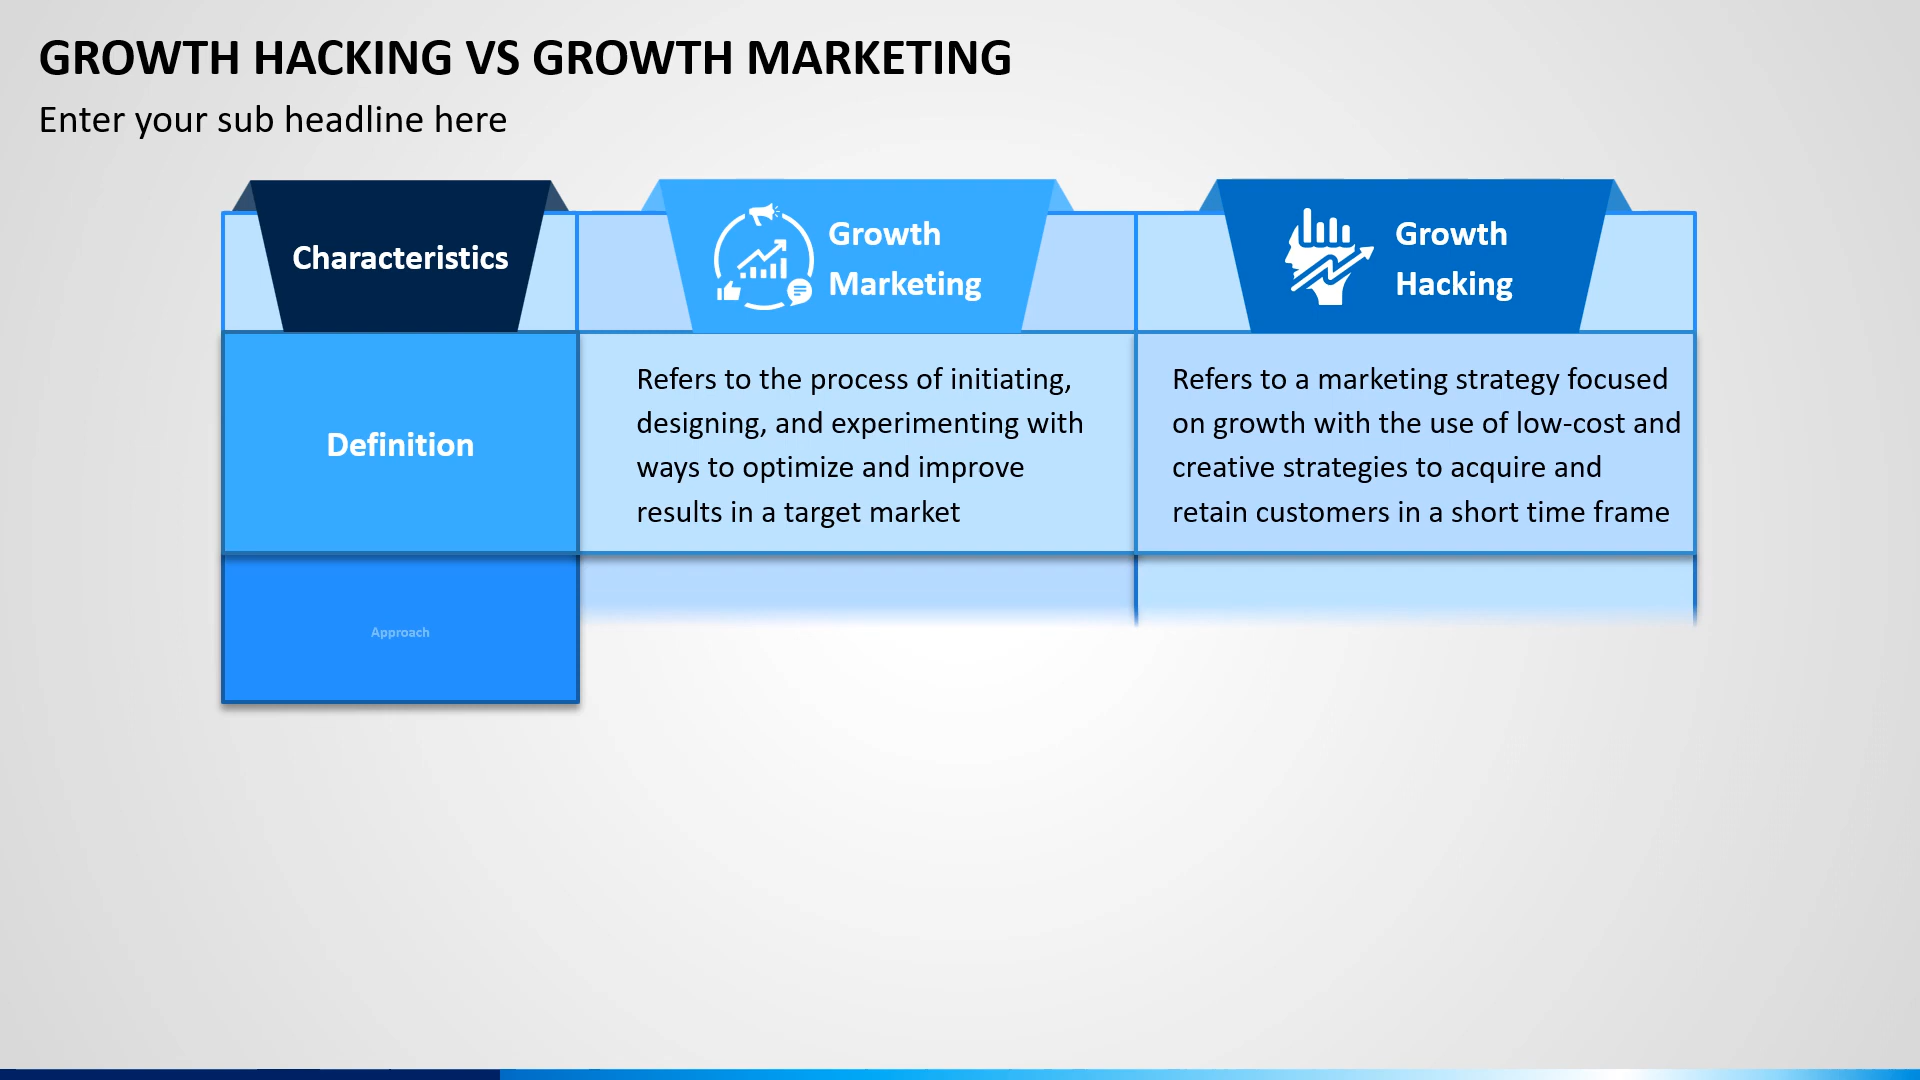 GROWTH HACKING VS GROWTH MARKETING
Enter your sub headline here
Characteristics
Growth
Marketing
Growth
Hacking
Definition
Refers to the process of initiating,
designing, and experimenting with
ways to optimize and improve
results in a target market
Refers to a marketing strategy focused
on growth with the use of low-cost and
creative strategies to acquire and
retain customers in a short time frame
Approach